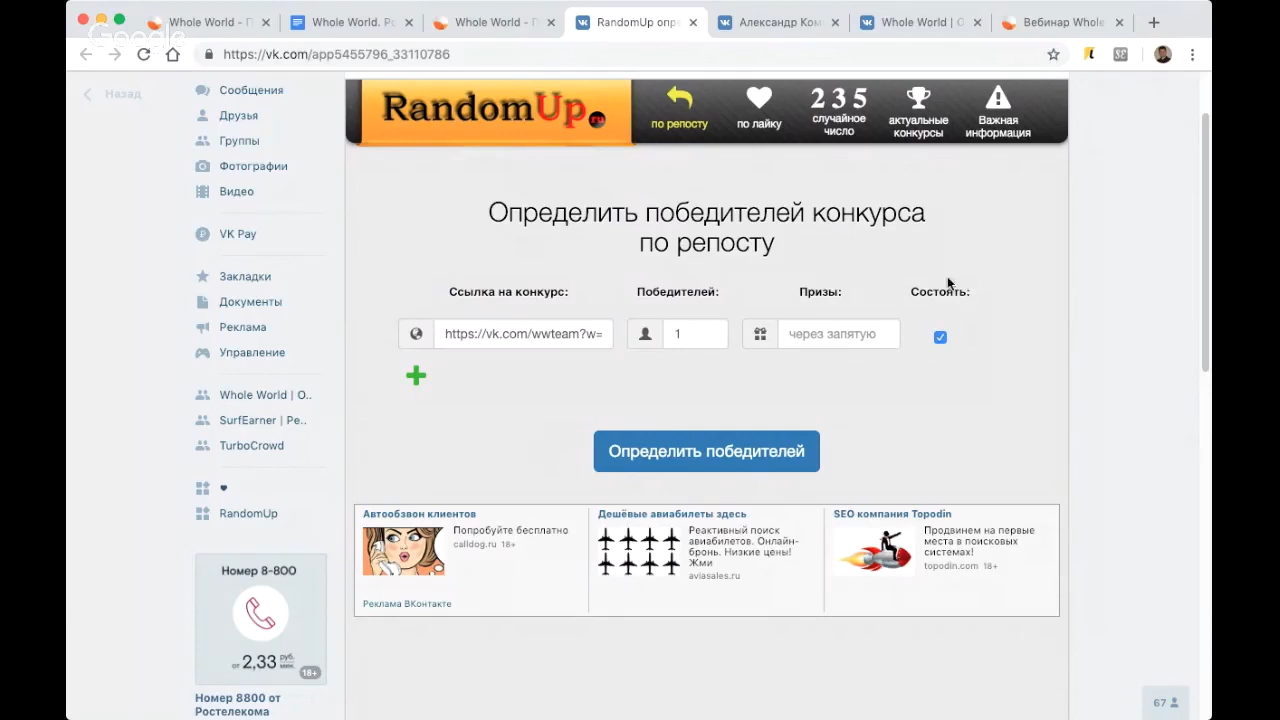 Whole World - П
Whole World. Ро
Whole World - П
RandomUp опре
Александр Ком
Whole World | О
Вебинар Whole
Google
https://vk.com/app5455796_33110786
Назад
Сообщения
Друзья
Группы
Фотографии
Видео
VK Pay
Закладки
Документы
Реклама
Управление
Whole World | О..
SurfEarner | Ре..
TurboCrowd
RandomUp
Номер 8-800
от 2,33 руб. мин.
18+
Номер 8800 от
Ростелекома
RandomUp.ru
по репосту
по лайку
235
случайное
число
актуальные
конкурсы
Важная
информация
Определить победителей конкурса
по репосту
Ссылка на конкурс:
Победителей:
Призы:
Состоять:
https://vk.com/wwteam?w=
1
через запятую
Определить победителей
Автообзвон клиентов
Попробуйте бесплатно
calldog.ru 18+
Реклама ВКонтакте
Дешёвые авиабилеты здесь
Реактивный поиск
авиабилетов. Онлайн-
бронь. Низкие цены!
Жми
aviasales.ru
SEO компания Topodin
Продвинем на первые
места в поисковых
системах!
topodin.com 18+
67